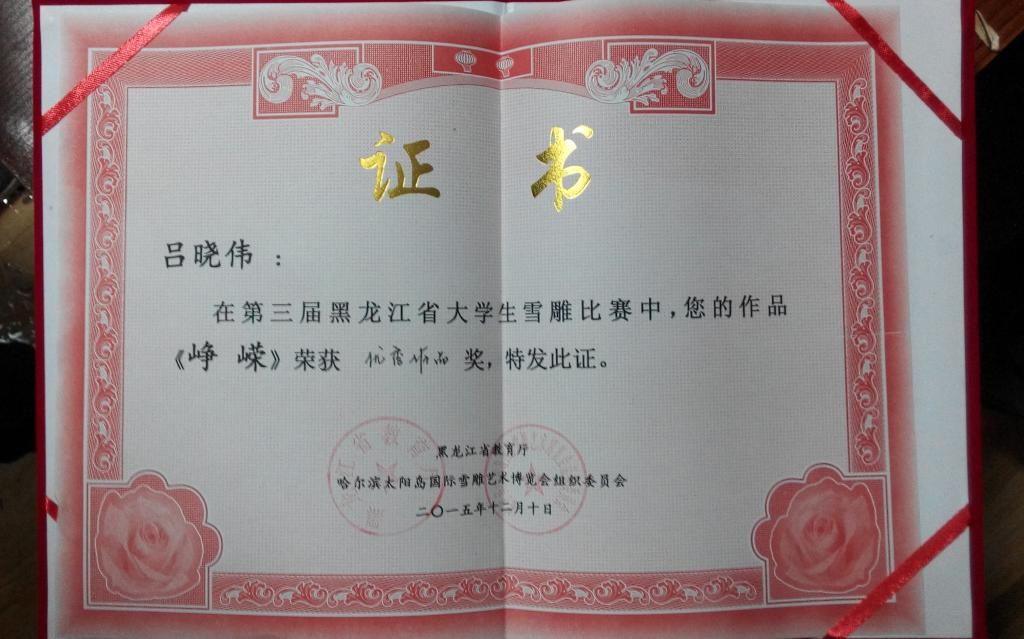 证 书
吕晓伟：
在第三届黑龙江省大学生雪雕比赛中，您的作品
《峥 嵘》荣获 优秀作品 奖，特发此证。
黑龙江省教育厅
哈尔滨太阳岛国际雪雕艺术博览会组织委员会
二〇一五年十二月十日